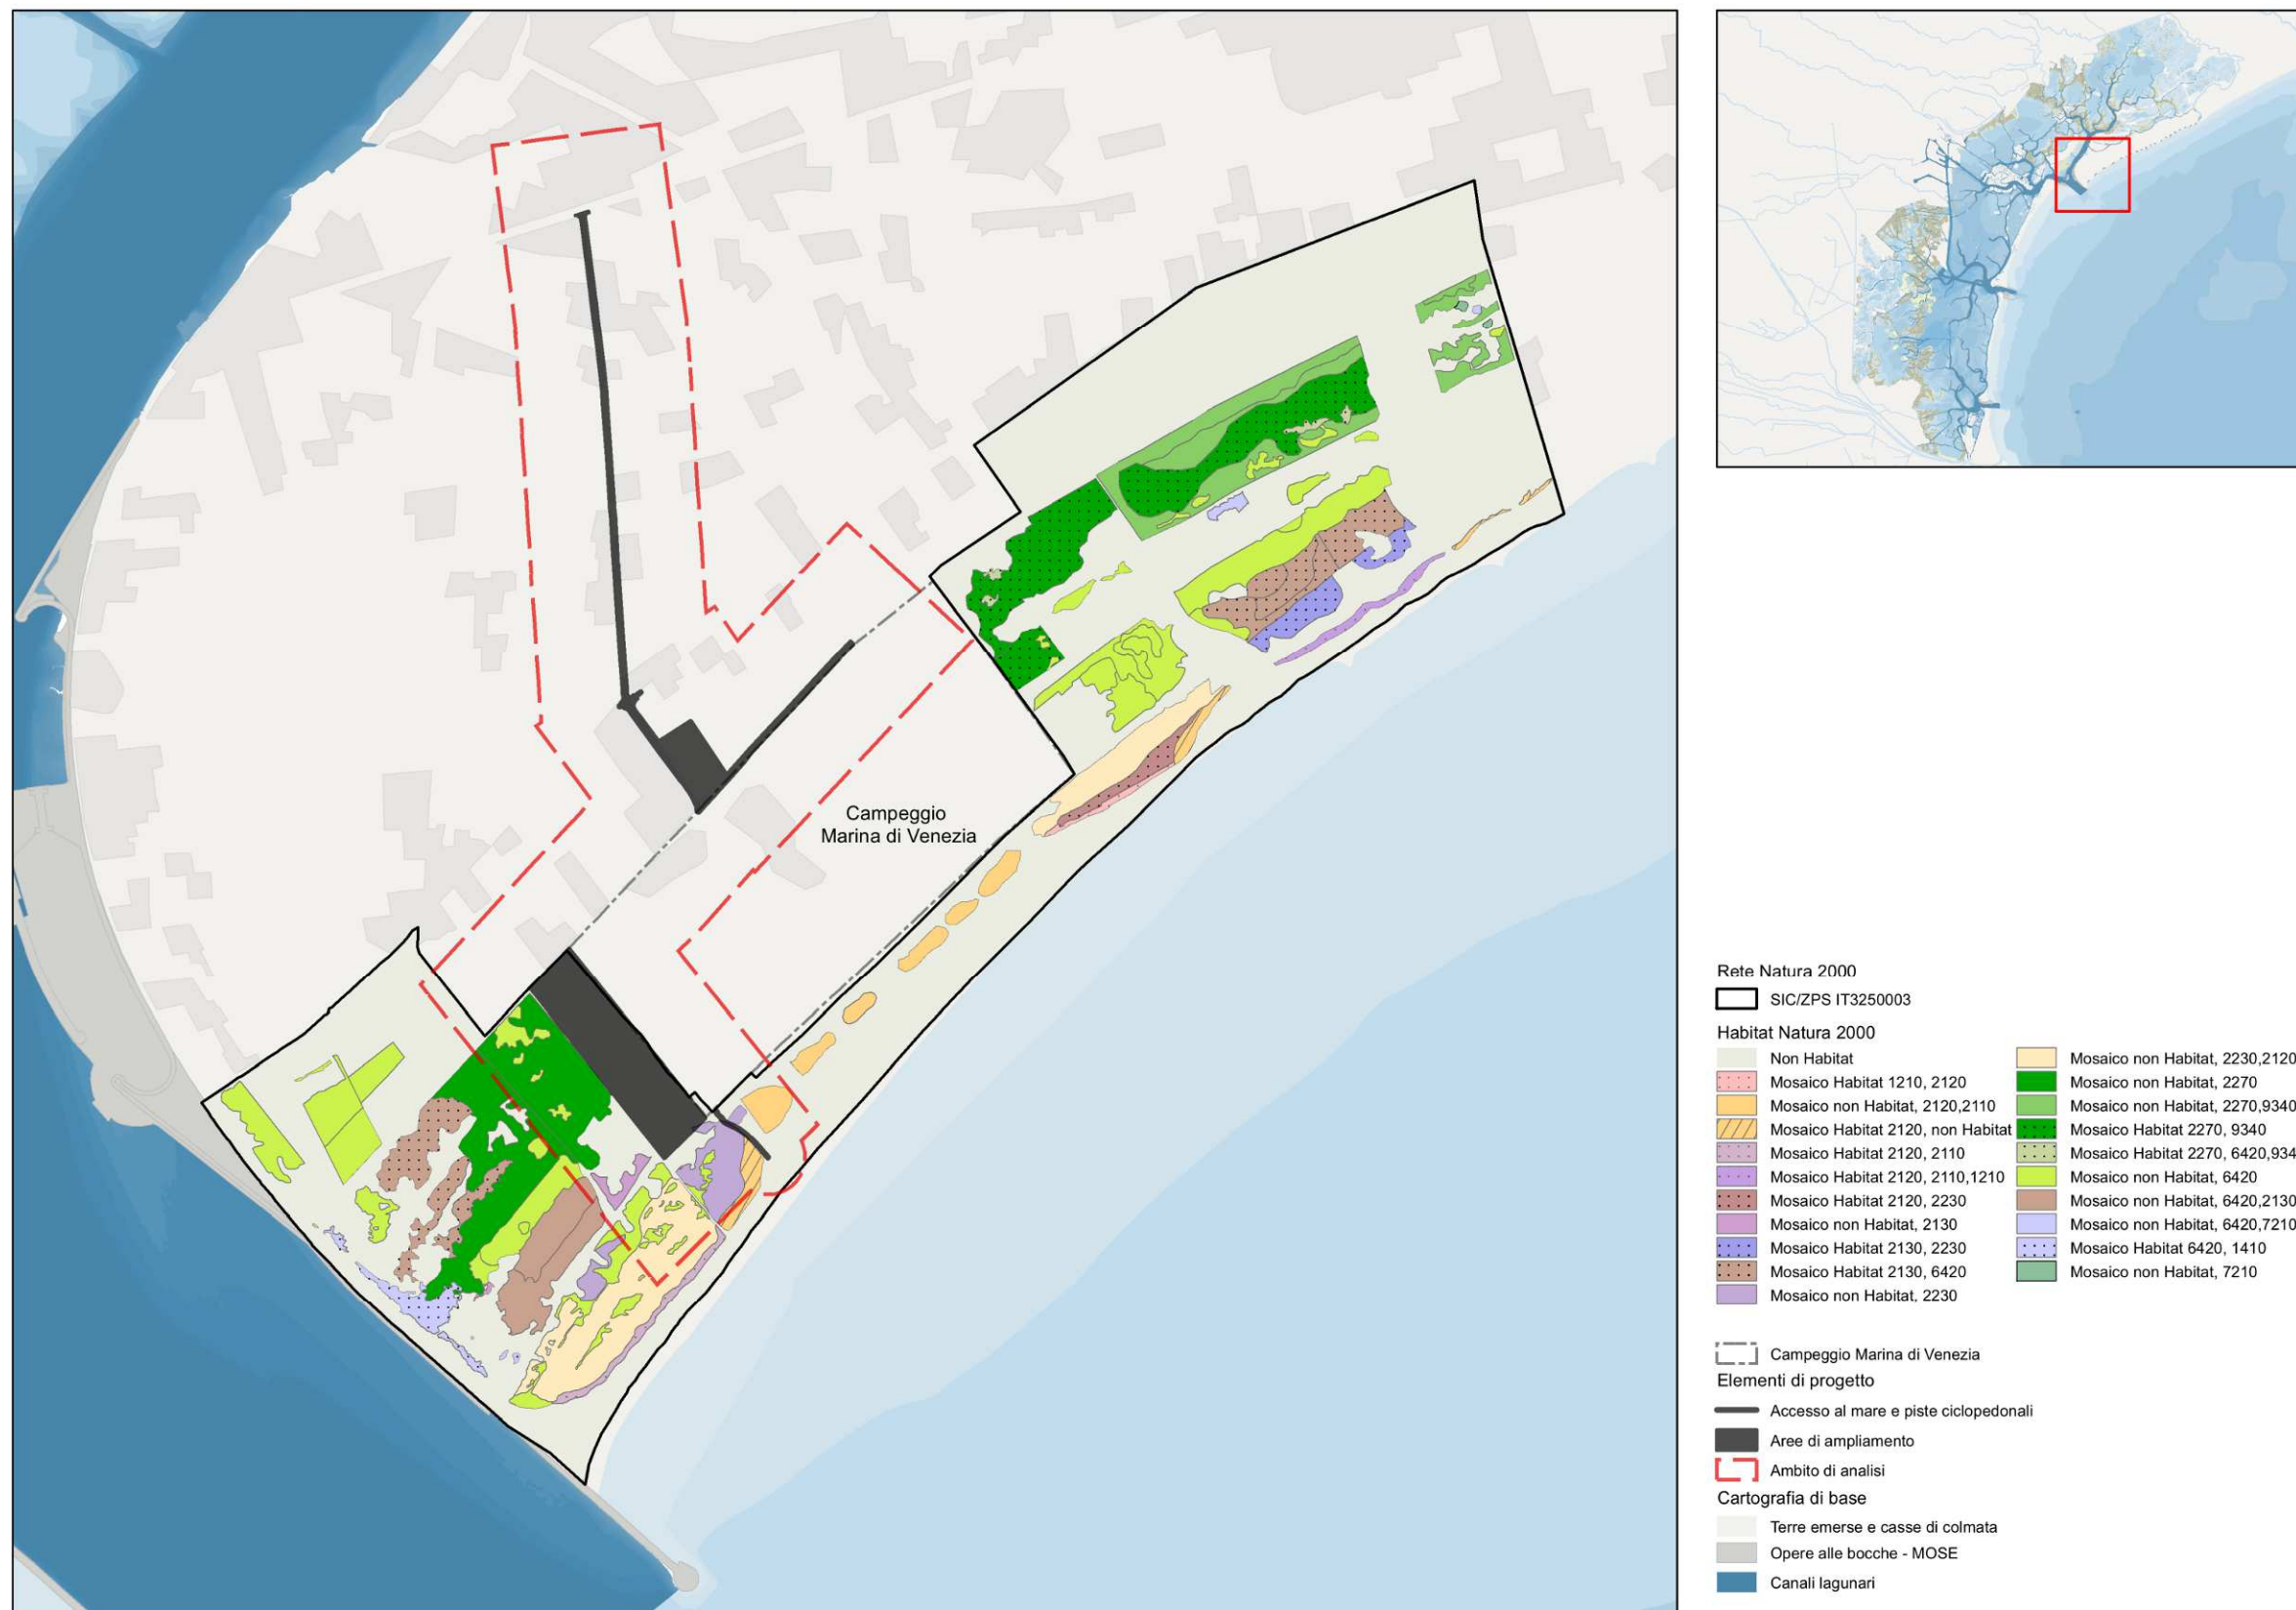 Campeggio
Marina di Venezia
Rete Natura 2000
SIC/ZPS IT3250003
Habitat Natura 2000
Non Habitat
Mosaico Habitat 1210, 2120
Mosaico non Habitat, 2120,2110
Mosaico Habitat 2120, non Habitat
Mosaico Habitat 2120, 2110
Mosaico Habitat 2120, 2110,1210
Mosaico Habitat 2120, 2230
Mosaico non Habitat, 2130
Mosaico Habitat 2130, 2230
Mosaico Habitat 2130, 6420
Mosaico non Habitat, 2230
Mosaico non Habitat, 2230,2120
Mosaico non Habitat, 2270
Mosaico non Habitat, 2270,9340
Mosaico Habitat 2270, 9340
Mosaico Habitat 2270, 6420,934
Mosaico non Habitat, 6420
Mosaico non Habitat, 6420,2130
Mosaico non Habitat, 6420,7210
Mosaico Habitat 6420, 1410
Mosaico non Habitat, 7210
Campeggio Marina di Venezia
Elementi di progetto
Accesso al mare e piste ciclopedonali
Aree di ampliamento
Ambito di analisi
Cartografia di base
Terre emerse e casse di colmata
Opere alle bocche - MOSE
Canali lagunari